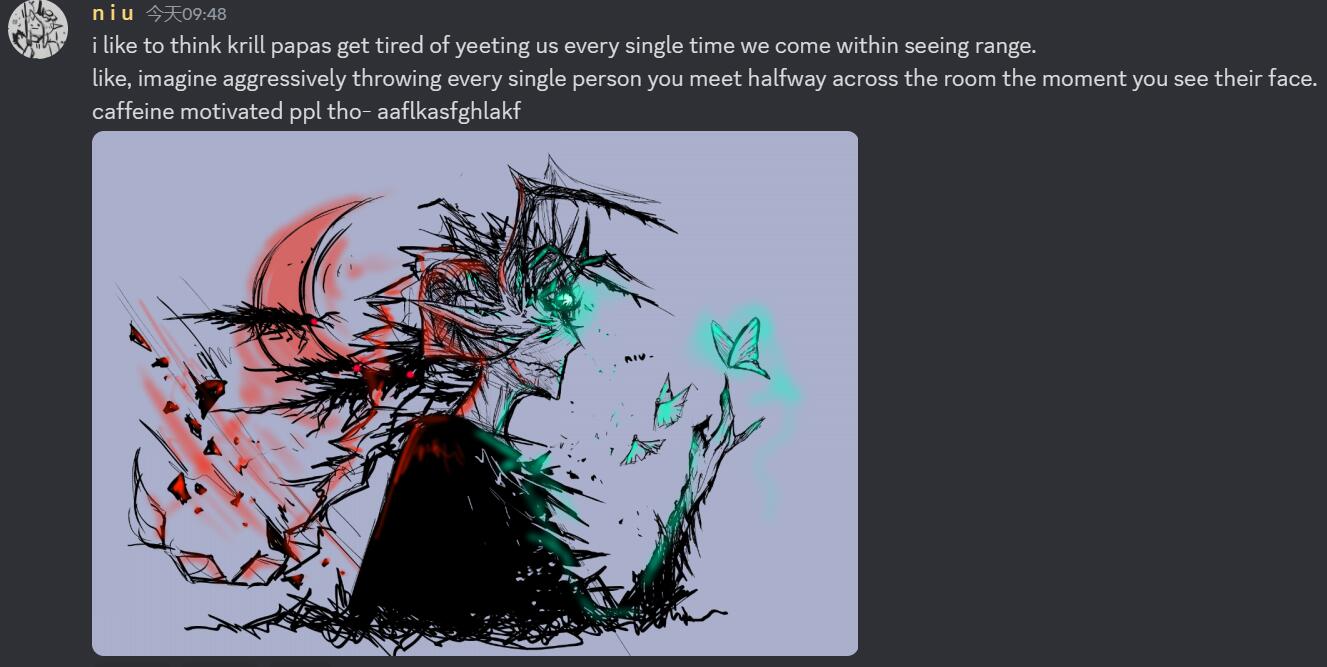 niu 今天09:48
i like to think krill papas get tired of yeeting us every single time we come within seeing range.
like, imagine aggressively throwing every single person you meet halfway across the room the moment you see their face.
caffeine motivated ppl tho- aaflkasfghlakf
niu-